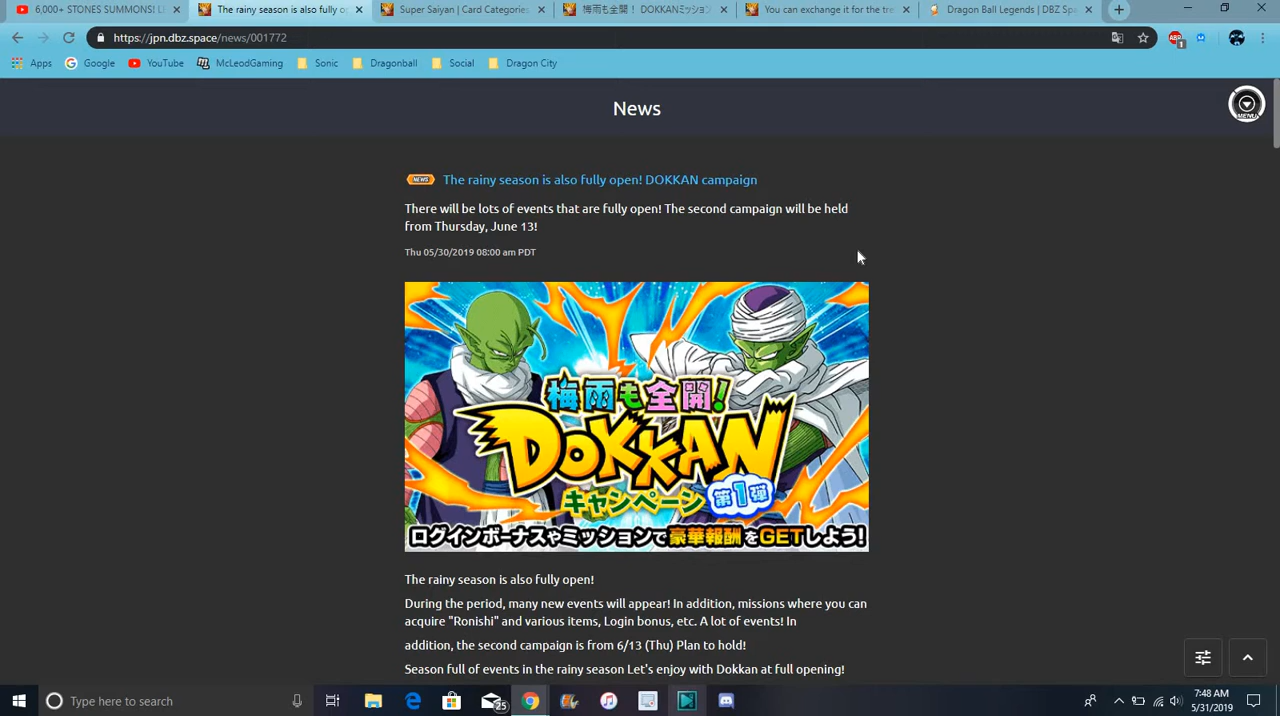 6,000+ STONES SUMMONS! L
The rainy season is also fully op
Super Saiyan | Card Categories
梅雨も全開！ DOKKANミッション
You can exchange it for the tre
Dragon Ball Legends | DBZ Sp
https://jpn.dbz.space/news/001772
ABP
1
Apps
Google
YouTube
McLeodGaming
Sonic
Dragonball
Social
Dragon City
News
MENU
NEWS The rainy season is also fully open! DOKKAN campaign
There will be lots of events that are fully open! The second campaign will be held
from Thursday, June 13!
Thu 05/30/2019 08:00 am PDT
梅雨も全開!
DOKKAN
キャンペーン 第1弾
ログインボーナスやミッションで豪華報酬をGETしよう!
The rainy season is also fully open!
During the period, many new events will appear! In addition, missions where you can
acquire "Ronishi" and various items, Login bonus, etc. A lot of events! In
addition, the second campaign is from 6/13 (Thu) Plan to hold!
Season full of events in the rainy season Let's enjoy with Dokkan at full opening!
Type here to search
25
7:48 AM
5/31/2019